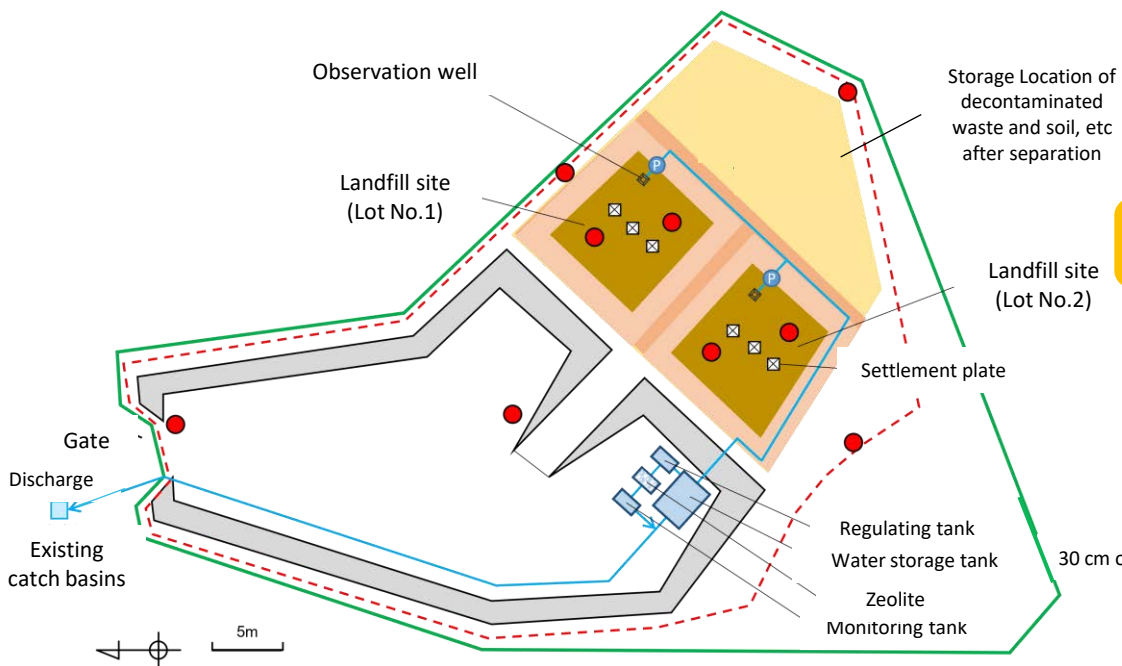 Observation well
Storage Location of
decontaminated
waste and soil, etc
after separation
Landfill site
(Lot No.1)
P
Landfill site
(Lot No.2)
P
Settlement plate
Gate
Discharge
Existing
catch basins
Regulating tank
Water storage tank
30 cm
Zeolite
Monitoring tank
5m